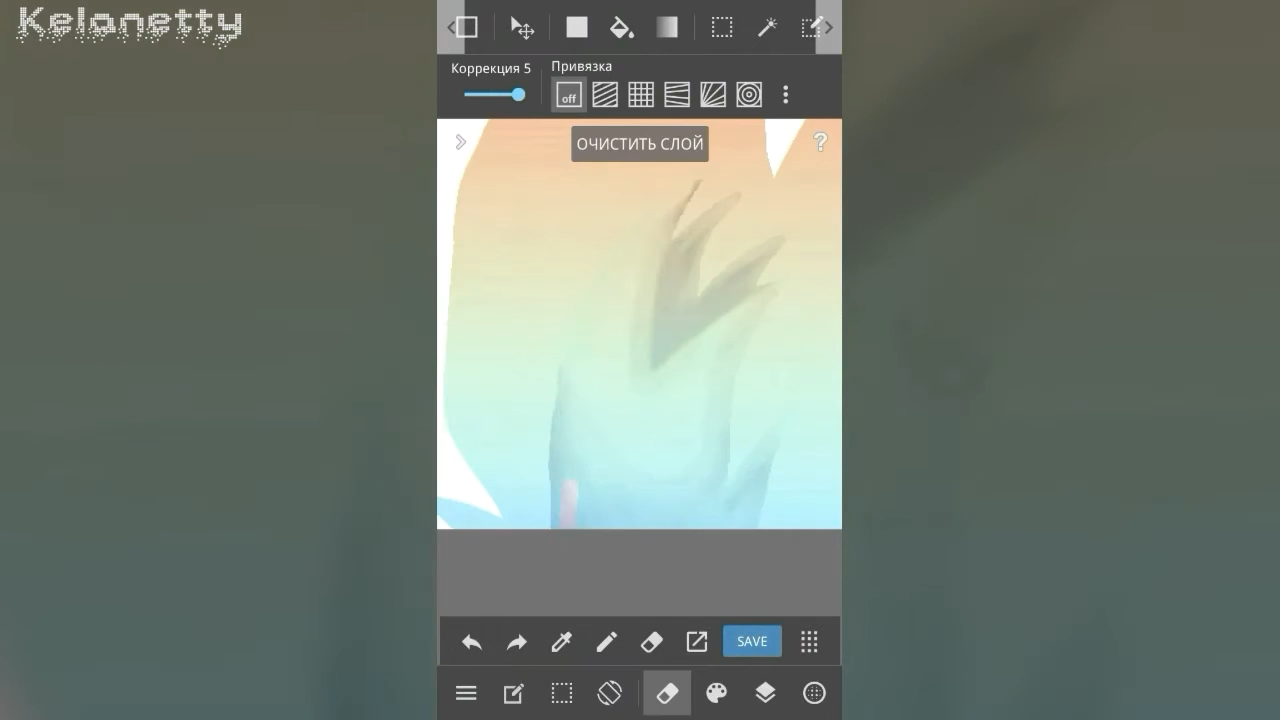 Kelanetty
Коррекция 5
Привязка
off
ОЧИСТИТЬ СЛОЙ
?
SAVE